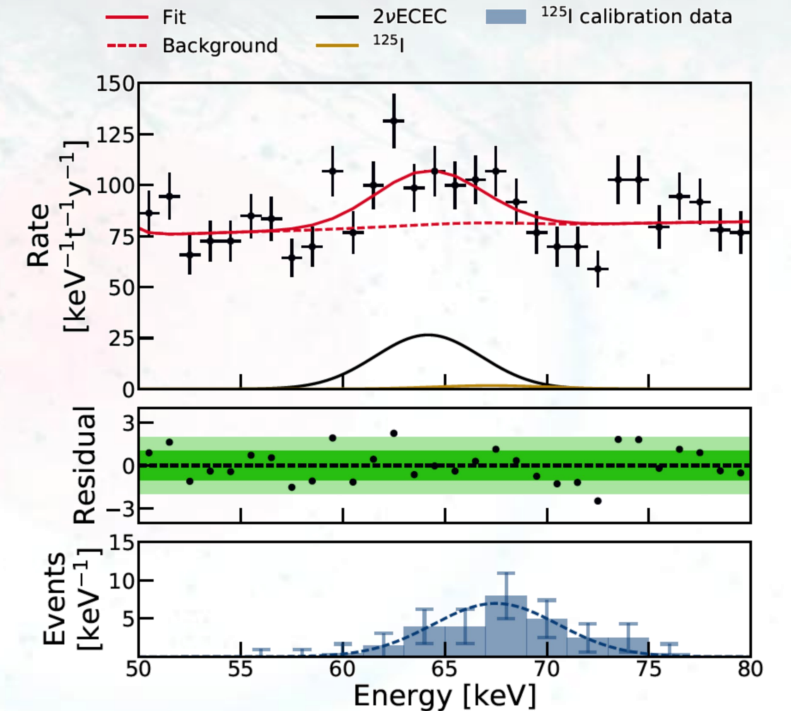 Fit
2νECEC
¹²⁵I calibration data
Background
¹²⁵I
150
125
100
75
50
25
0
Rate
[keV⁻¹t⁻¹y⁻¹]
3
0
−3
Residual
15
10
5
Events
[keV⁻¹]
50 55 60 65 70 75 80
Energy [keV]